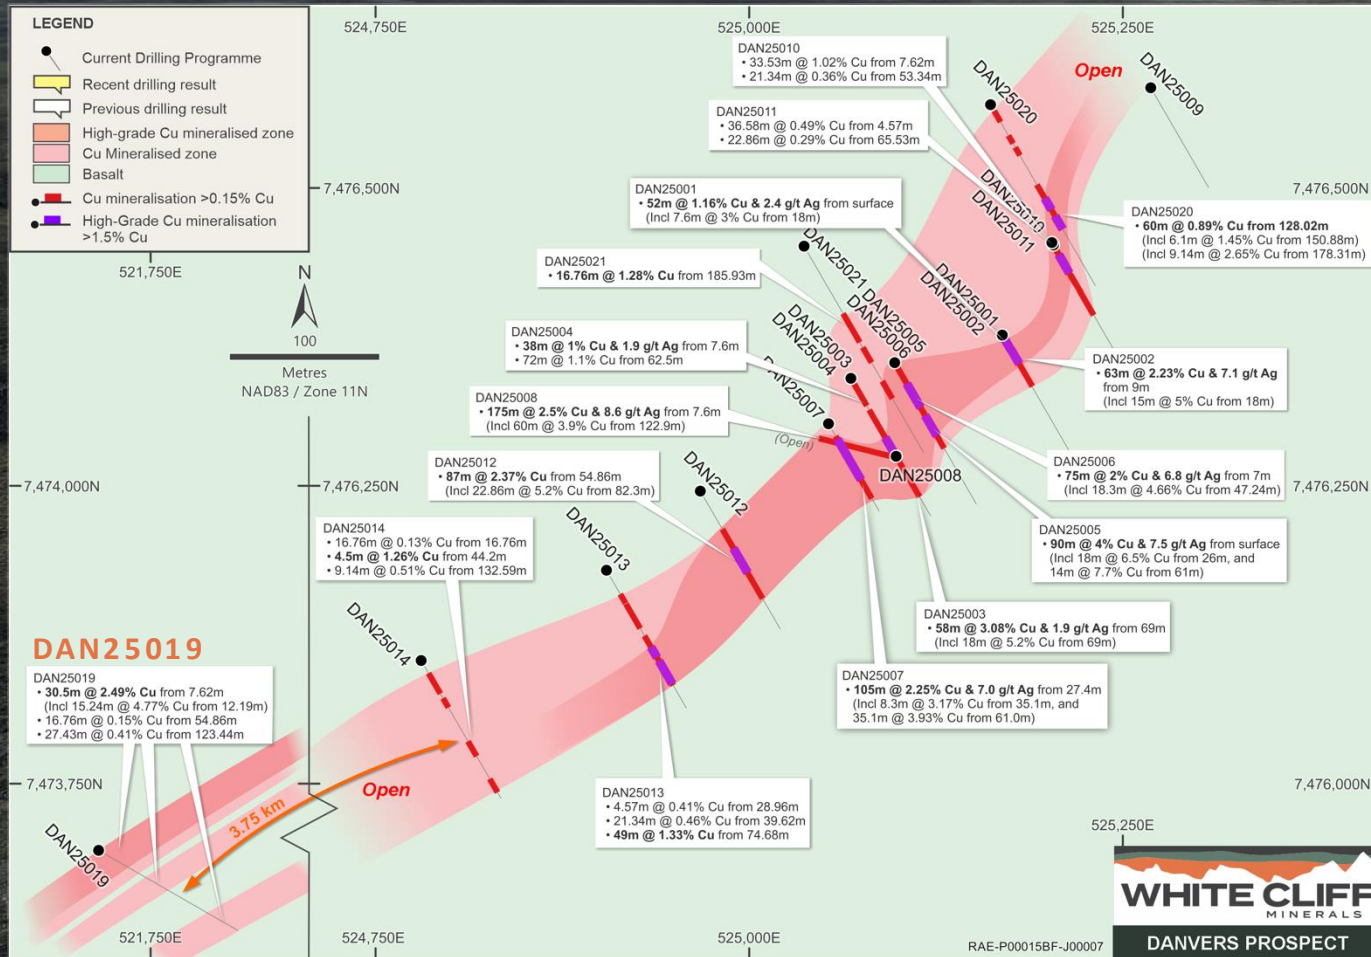 LEGEND
Current Drilling Programme
Recent drilling result
Previous drilling result
High-grade Cu mineralised zone
Cu Mineralised zone
Basalt
Cu mineralisation >0.15% Cu
High-Grade Cu mineralisation
>1.5% Cu
524,750E
525,000E
525,250E
521,750E
N
100
Metres
NAD83 / Zone 11N
7,476,500N
7,476,500N
DAN25010
• 33.53m @ 1.02% Cu from 7.62m
• 21.34m @ 0.36% Cu from 53.34m
Open
DAN25009
DAN25020
DAN25011
• 36.58m @ 0.49% Cu from 4.57m
• 22.86m @ 0.29% Cu from 65.53m
DAN25001
• 52m @ 1.16% Cu & 2.4 g/t Ag from surface
(Incl 7.6m @ 3% Cu from 18m)
DAN25010
DAN25011
DAN25020
• 60m @ 0.89% Cu from 128.02m
(Incl 6.1m @ 1.45% Cu from 150.88m)
(Incl 9.14m @ 2.65% Cu from 178.31m)
DAN25021
• 16.76m @ 1.28% Cu from 185.93m
DAN25021
DAN25005
DAN25006
DAN25001
DAN25002
DAN25004
• 38m @ 1% Cu & 1.9 g/t Ag from 7.6m
• 72m @ 1.1% Cu from 62.5m
DAN25003
DAN25004
DAN25002
• 63m @ 2.23% Cu & 7.1 g/t Ag
from 9m
(Incl 15m @ 5% Cu from 18m)
DAN25008
• 175m @ 2.5% Cu & 8.6 g/t Ag from 7.6m
(Incl 60m @ 3.9% Cu from 122.9m)
DAN25007
(Open)
DAN25008
DAN25012
• 87m @ 2.37% Cu from 54.86m
(Incl 22.86m @ 5.2% Cu from 82.3m)
DAN25012
DAN25006
• 75m @ 2% Cu & 6.8 g/t Ag from 7m
(Incl 18.3m @ 4.66% Cu from 47.24m)
7,474,000N
7,476,250N
7,476,250N
DAN25014
• 16.76m @ 0.13% Cu from 16.76m
• 4.5m @ 1.26% Cu from 44.2m
• 9.14m @ 0.51% Cu from 132.59m
DAN25013
DAN25005
• 90m @ 4% Cu & 7.5 g/t Ag from surface
(Incl 18m @ 6.5% Cu from 26m, and
14m @ 7.7% Cu from 61m)
DAN25014
DAN25003
• 58m @ 3.08% Cu & 1.9 g/t Ag from 69m
(Incl 18m @ 5.2% Cu from 69m)
DAN25019
DAN25019
• 30.5m @ 2.49% Cu from 7.62m
(Incl 15.24m @ 4.77% Cu from 12.19m)
• 16.76m @ 0.15% Cu from 54.86m
• 27.43m @ 0.41% Cu from 123.44m
DAN25007
• 105m @ 2.25% Cu & 7.0 g/t Ag from 27.4m
(Incl 8.3m @ 3.17% Cu from 35.1m, and
35.1m @ 3.93% Cu from 61.0m)
7,473,750N
Open
3.75 km
DAN25013
• 4.57m @ 0.41% Cu from 28.96m
• 21.34m @ 0.46% Cu from 39.62m
• 49m @ 1.33% Cu from 74.68m
7,476,000N
DAN25019
525,250E
521,750E
524,750E
525,000E
RAE-P00015BF-J00007
WHITE CLIFF
MINERALS
DANVERS PROSPECT